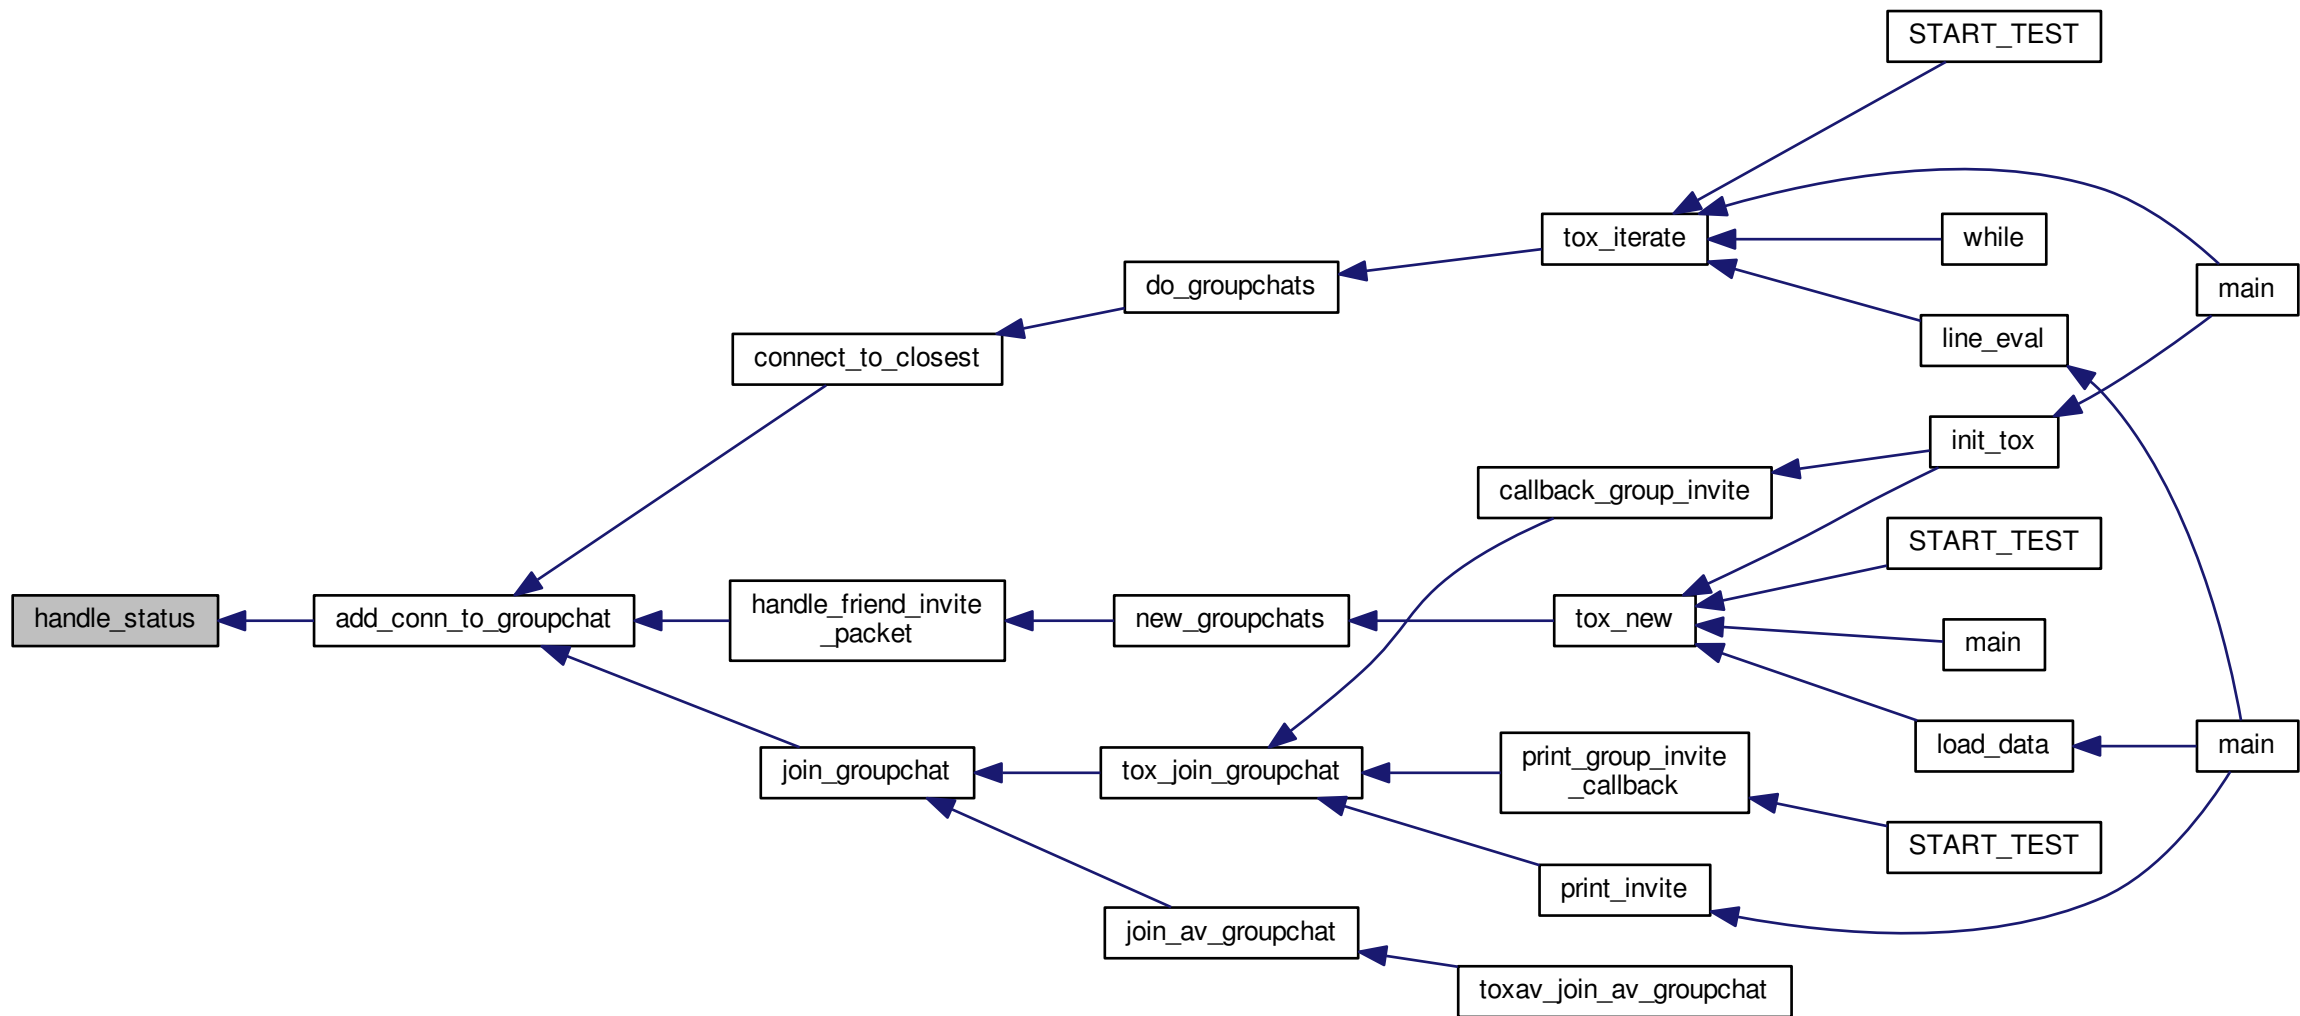 START_TEST
tox_iterate
while
do_groupchats
main
line_eval
connect_to_closest
init_tox
callback_group_invite
START_TEST
handle_status
add_conn_to_groupchat
handle_friend_invite
_packet
new_groupchats
tox_new
main
load_data
main
join_groupchat
tox_join_groupchat
print_group_invite
_callback
START_TEST
print_invite
join_av_groupchat
toxav_join_av_groupchat